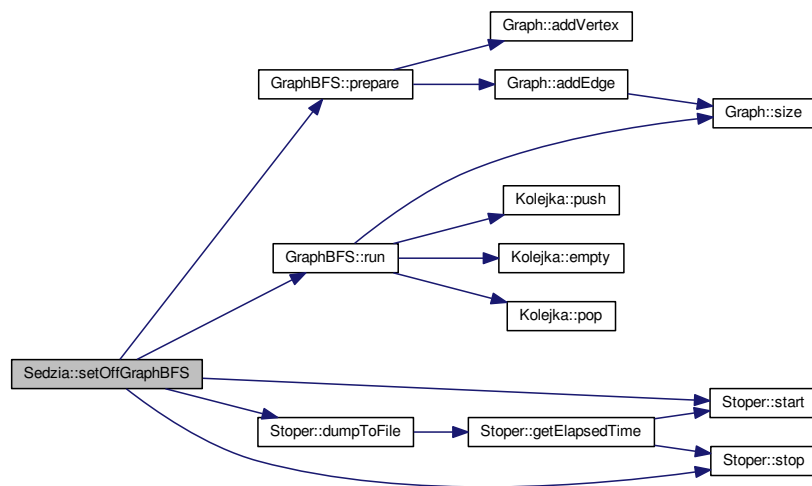 Graph::addVertex
GraphBFS::prepare
Graph::addEdge
Graph::size
Kolejka::push
GraphBFS::run
Kolejka::empty
Kolejka::pop
Sedzia::setOffGraphBFS
Stoper::start
Stoper::dumpToFile
Stoper::getElapsedTime
Stoper::stop